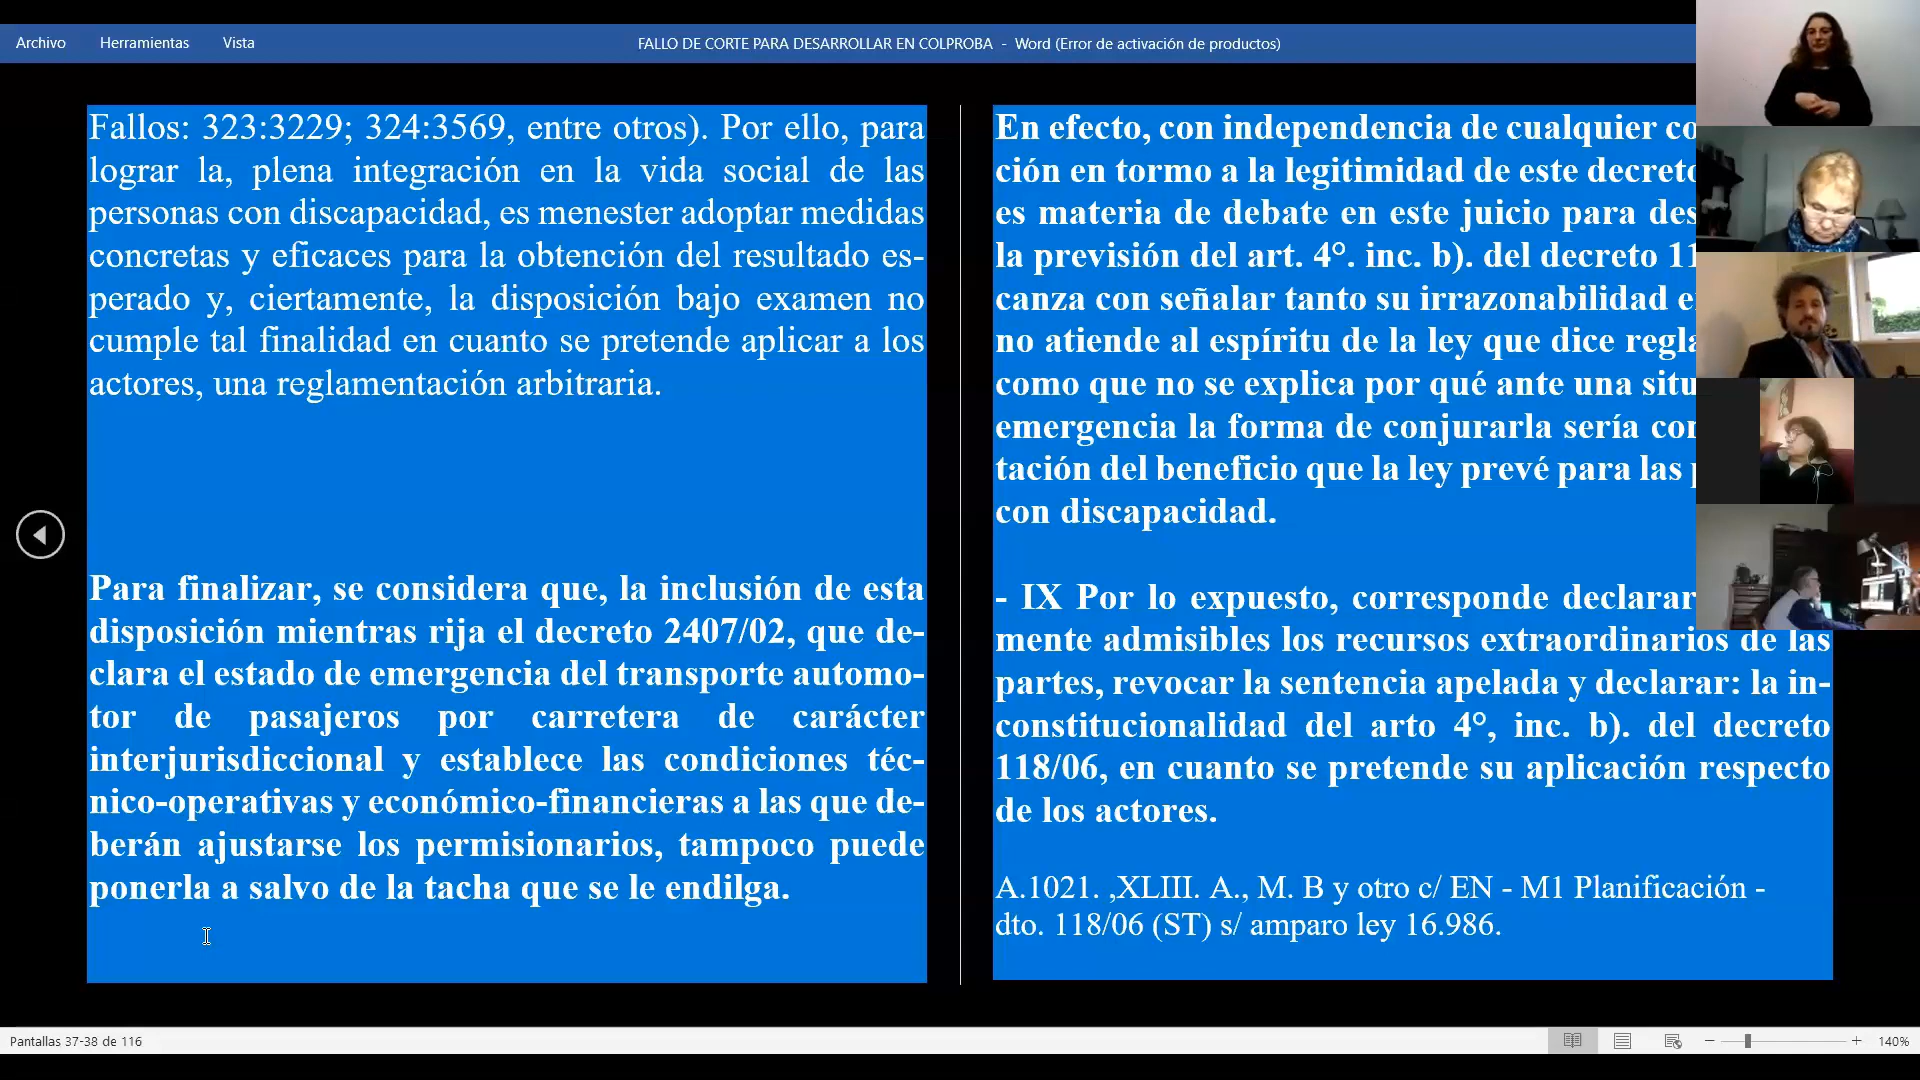 Archivo Herramientas Vista
FALLO DE CORTE PARA DESARROLLAR EN COLPROBA - Word (Error de activación de productos)
Fallos: 323:3229; 324:3569, entre otros). Por ello, para
lograr la, plena integración en la vida social de las
personas con discapacidad, es menester adoptar medidas
concretas y eficaces para la obtención del resultado es-
perado y, ciertamente, la disposición bajo examen no
cumple tal finalidad en cuanto se pretende aplicar a los
actores, una reglamentación arbitraria.
Para finalizar, se considera que, la inclusión de esta
disposición mientras rija el decreto 2407/02, que de-
clara el estado de emergencia del transporte automo-
tor de pasajeros por carretera de carácter
interjurisdiccional y establece las condiciones téc-
nico-operativas y económico-financieras a las que de-
berán ajustarse los permisionarios, tampoco puede
ponerla a salvo de la tacha que se le endilga.
En efecto, con independencia de cualquier co
ción en tormo a la legitimidad de este decreto
es materia de debate en este juicio para des
la previsión del art. 4°. inc. b). del decreto 11
canza con señalar tanto su irrazonabilidad e
no atiende al espíritu de la ley que dice regla
como que no se explica por qué ante una situ
emergencia la forma de conjurarla sería con
tación del beneficio que la ley prevé para las p
con discapacidad.
- IX Por lo expuesto, corresponde declarar
mente admisibles los recursos extraordinarios de las
partes, revocar la sentencia apelada y declarar: la in-
constitucionalidad del arto 4°, inc. b). del decreto
118/06, en cuanto se pretende su aplicación respecto
de los actores.
A.1021. ,XLIII. A., M. B y otro c/ EN - M1 Planificación -
dto. 118/06 (ST) s/ amparo ley 16.986.
Pantallas 37-38 de 116
140%